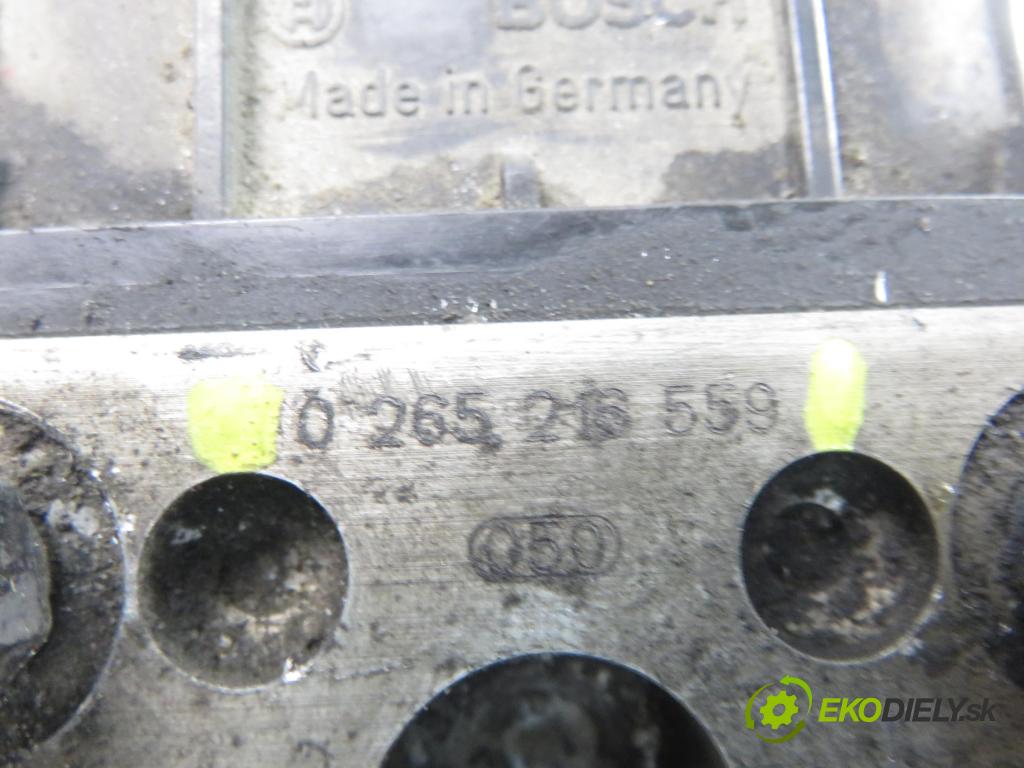 BOSCH
Made in Germany
0 265 216 559
050
EKODIELY.sk